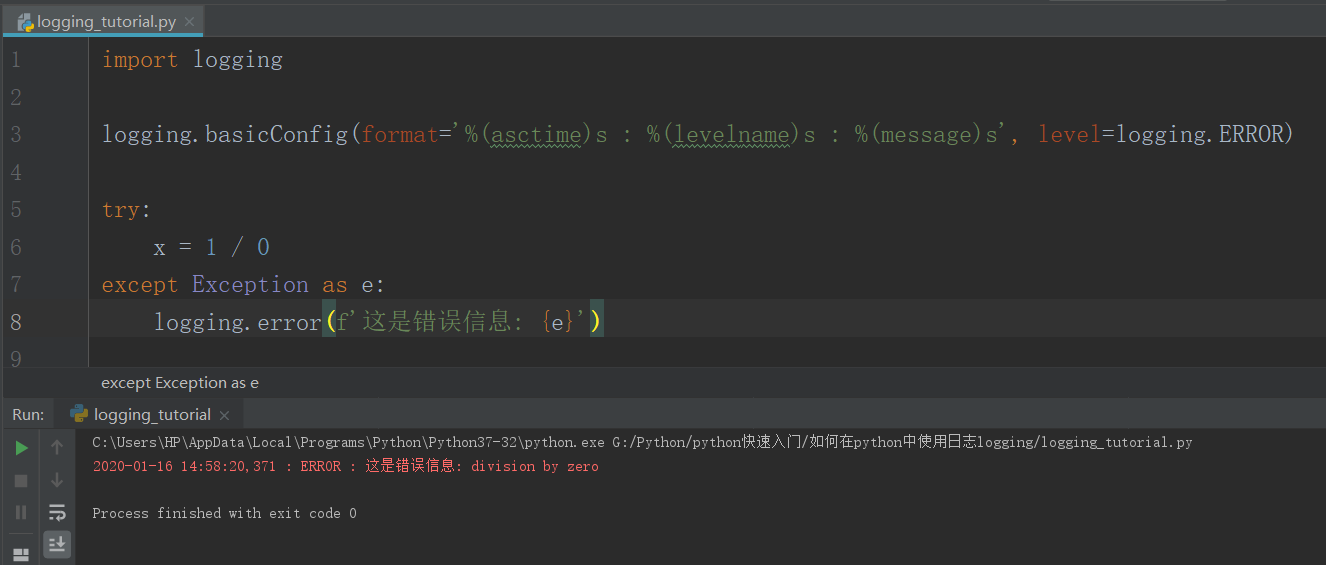 logging_tutorial.py ×
1 import logging
2
3 logging.basicConfig(format='%(asctime)s : %(levelname)s : %(message)s', level=logging.ERROR)
4
5 try:
6     x = 1 / 0
7 except Exception as e:
8     logging.error(f'这是错误信息: {e}')
9
except Exception as e
Run: logging_tutorial ×
C:\Users\HP\AppData\Local\Programs\Python\Python37-32\python.exe G:/Python/python快速入门/如何在python中使用日志logging/logging_tutorial.py
2020-01-16 14:58:20,371 : ERROR : 这是错误信息: division by zero
Process finished with exit code 0